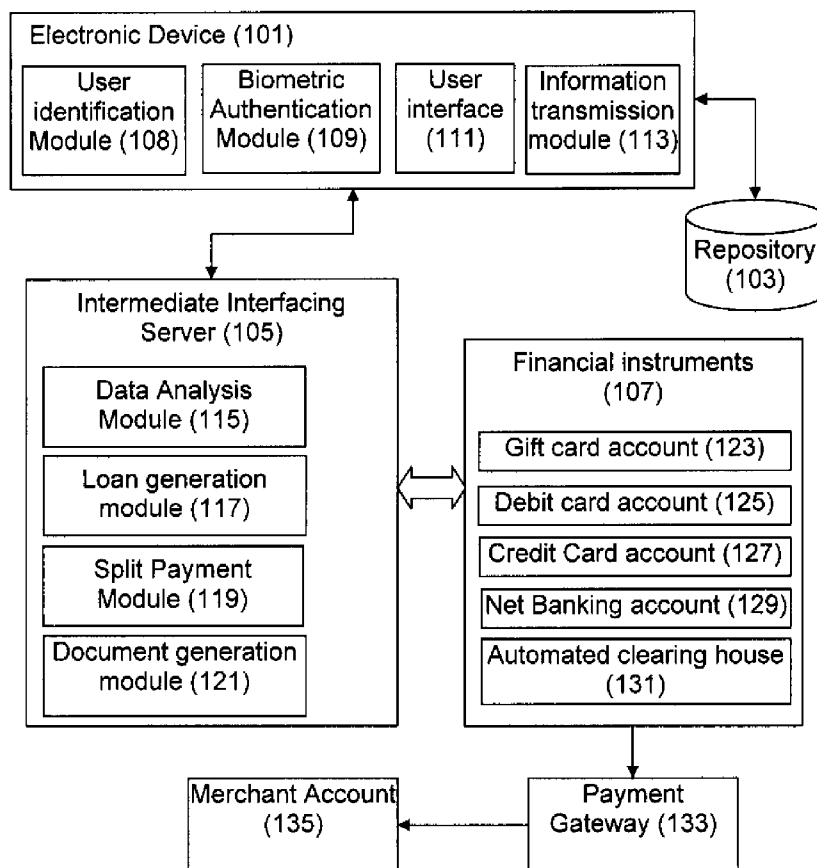 Electronic Device (101)
User
identification
Module (108)
Biometric
Authentication
Module (109)
User
interface
(111)
Information
transmission
module (113)
Repository
(103)
Intermediate Interfacing
Server (105)
Data Analysis
Module (115)
Loan generation
module (117)
Split Payment
Module (119)
Document generation
module (121)
Financial instruments
(107)
Gift card account (123)
Debit card account (125)
Credit Card account (127)
Net Banking account (129)
Automated clearing house
(131)
Merchant Account
(135)
Payment
Gateway (133)